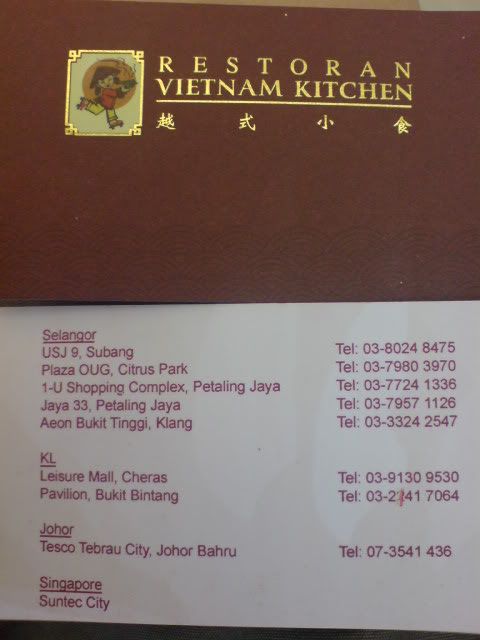 RESTORAN
VIETNAM KITCHEN
越式小食
Selangor
USJ 9, Subang Tel: 03-8024 8475
Plaza OUG, Citrus Park Tel: 03-7980 3970
1-U Shopping Complex, Petaling Jaya Tel: 03-7724 1336
Jaya 33, Petaling Jaya Tel: 03-7957 1126
Aeon Bukit Tinggi, Klang Tel: 03-3324 2547
KL
Leisure Mall, Cheras Tel: 03-9130 9530
Pavilion, Bukit Bintang Tel: 03-2141 7064
Johor
Tesco Tebrau City, Johor Bahru Tel: 07-3541 436
Singapore
Suntec City